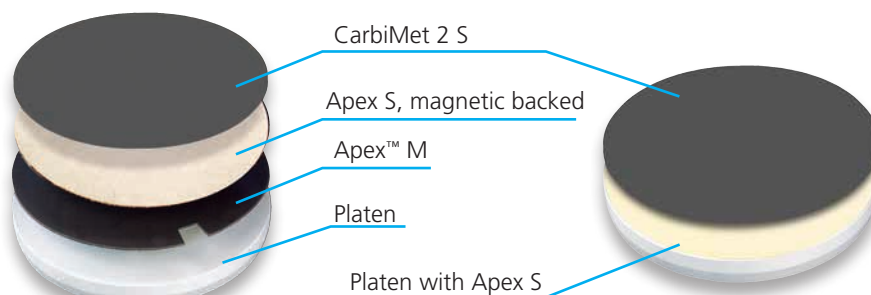 CarbiMet 2 S
Apex S, magnetic backed
Apex™ M
Platen
Platen with Apex S